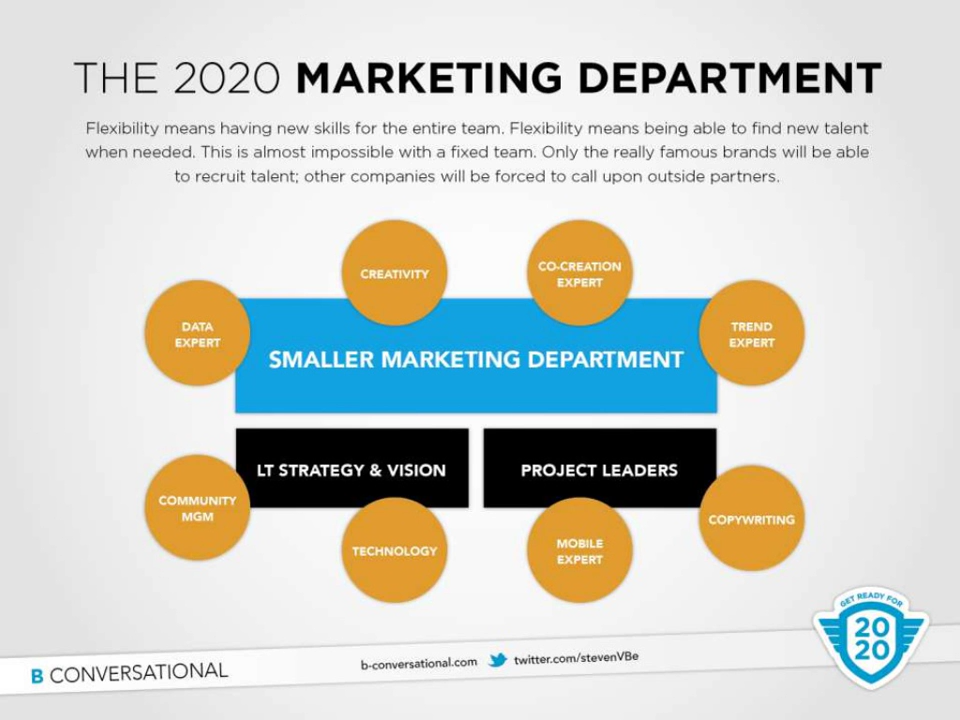 THE 2020 MARKETING DEPARTMENT
Flexibility means having new skills for the entire team. Flexibility means being able to find new talent
when needed. This is almost impossible with a fixed team. Only the really famous brands will be able
to recruit talent; other companies will be forced to call upon outside partners.
CREATIVITY
CO-CREATION
EXPERT
DATA
EXPERT
TREND
EXPERT
SMALLER MARKETING DEPARTMENT
LT STRATEGY & VISION
PROJECT LEADERS
COMMUNITY
MGM
TECHNOLOGY
MOBILE
EXPERT
COPYWRITING
GET READY FOR
20
20
B CONVERSATIONAL
b-conversational.com
twitter.com/stevenVBe